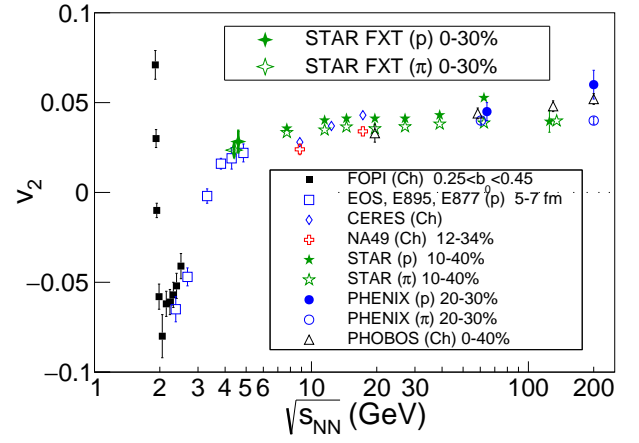 STAR FXT (p) 0-30%
STAR FXT (π) 0-30%
0.1
0.05
0
−0.05
−0.1
v₂
FOPI (Ch) 0.25<b₀<0.45
EOS, E895, E877 (p) 5-7 fm
CERES (Ch)
NA49 (Ch) 12-34%
STAR (p) 10-40%
STAR (π) 10-40%
PHENIX (p) 20-30%
PHENIX (π) 20-30%
PHOBOS (Ch) 0-40%
1 2 3 4 5 6 10 20 30 100 200
√s_NN (GeV)